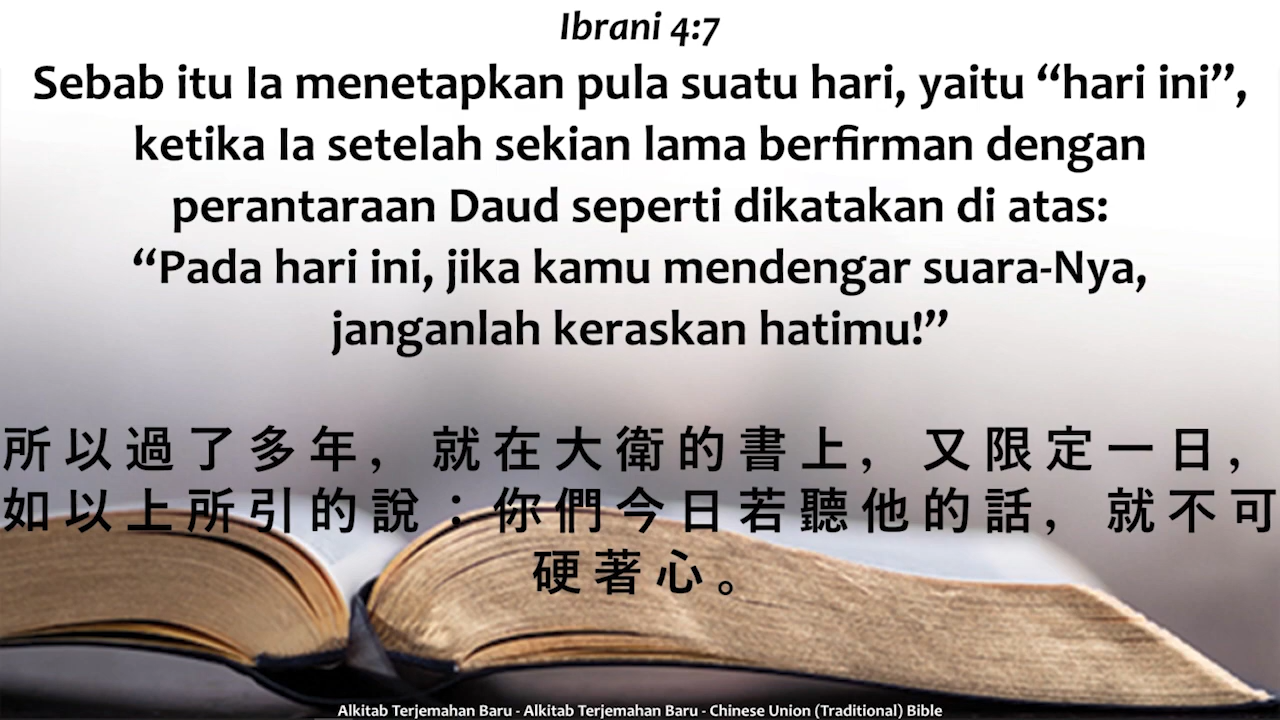 Ibrani 4:7
Sebab itu Ia menetapkan pula suatu hari, yaitu “hari ini”,
ketika Ia setelah sekian lama berfirman dengan
perantaraan Daud seperti dikatakan di atas:
“Pada hari ini, jika kamu mendengar suara-Nya,
janganlah keraskan hatimu!”
所以過了多年，就在大衛的書上，又限定一日，
如以上所引的說：你們今日若聽他的話，就不可
硬著心。
Alkitab Terjemahan Baru - Alkitab Terjemahan Baru - Chinese Union (Traditional) Bible